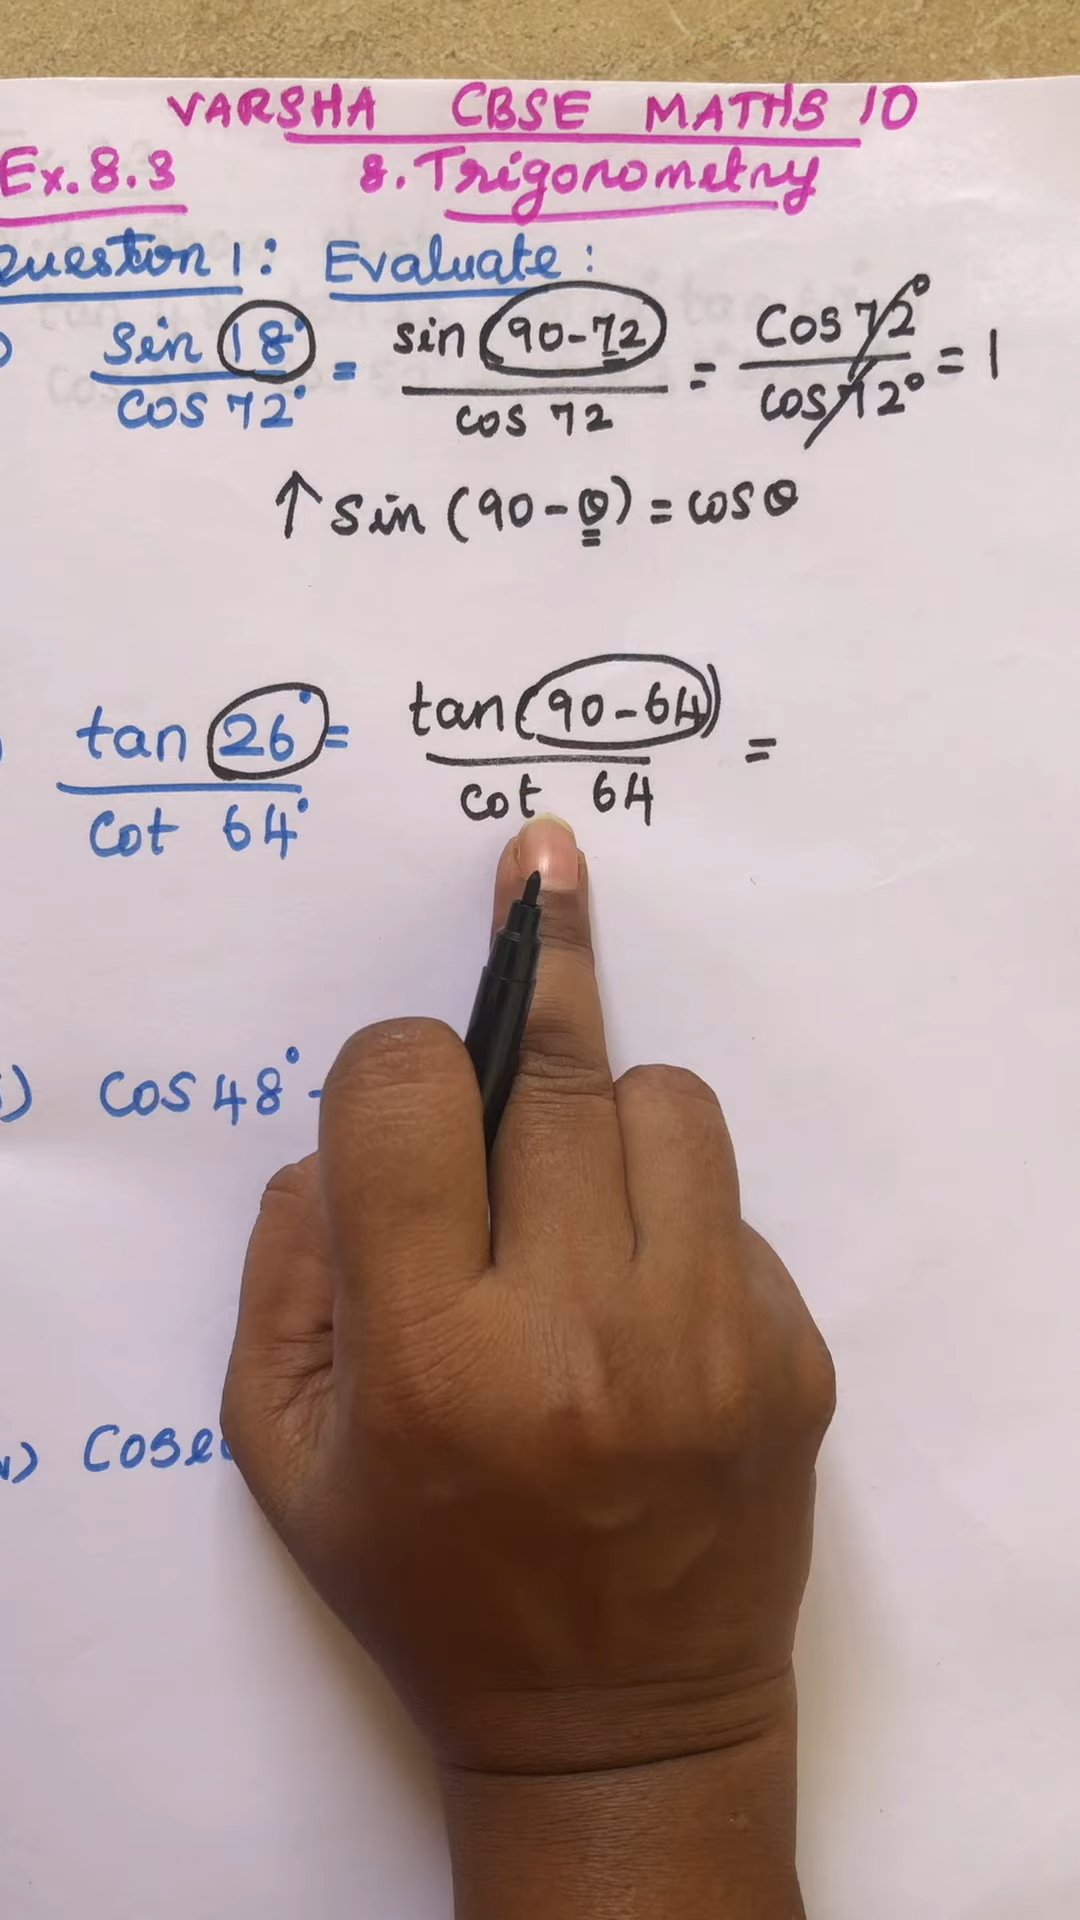 VARSHA CBSE MATHS 10
Ex. 8.3 8. Trigonometry
Question 1: Evaluate:
sin 18° / cos 72° = sin (90-72) / cos 72 = cos 72° / cos 72° = 1
↑ sin (90-θ) = cos θ
tan 26° / cot 64° = tan (90-64) / cot 64 =
) cos 48° -
) Cosec